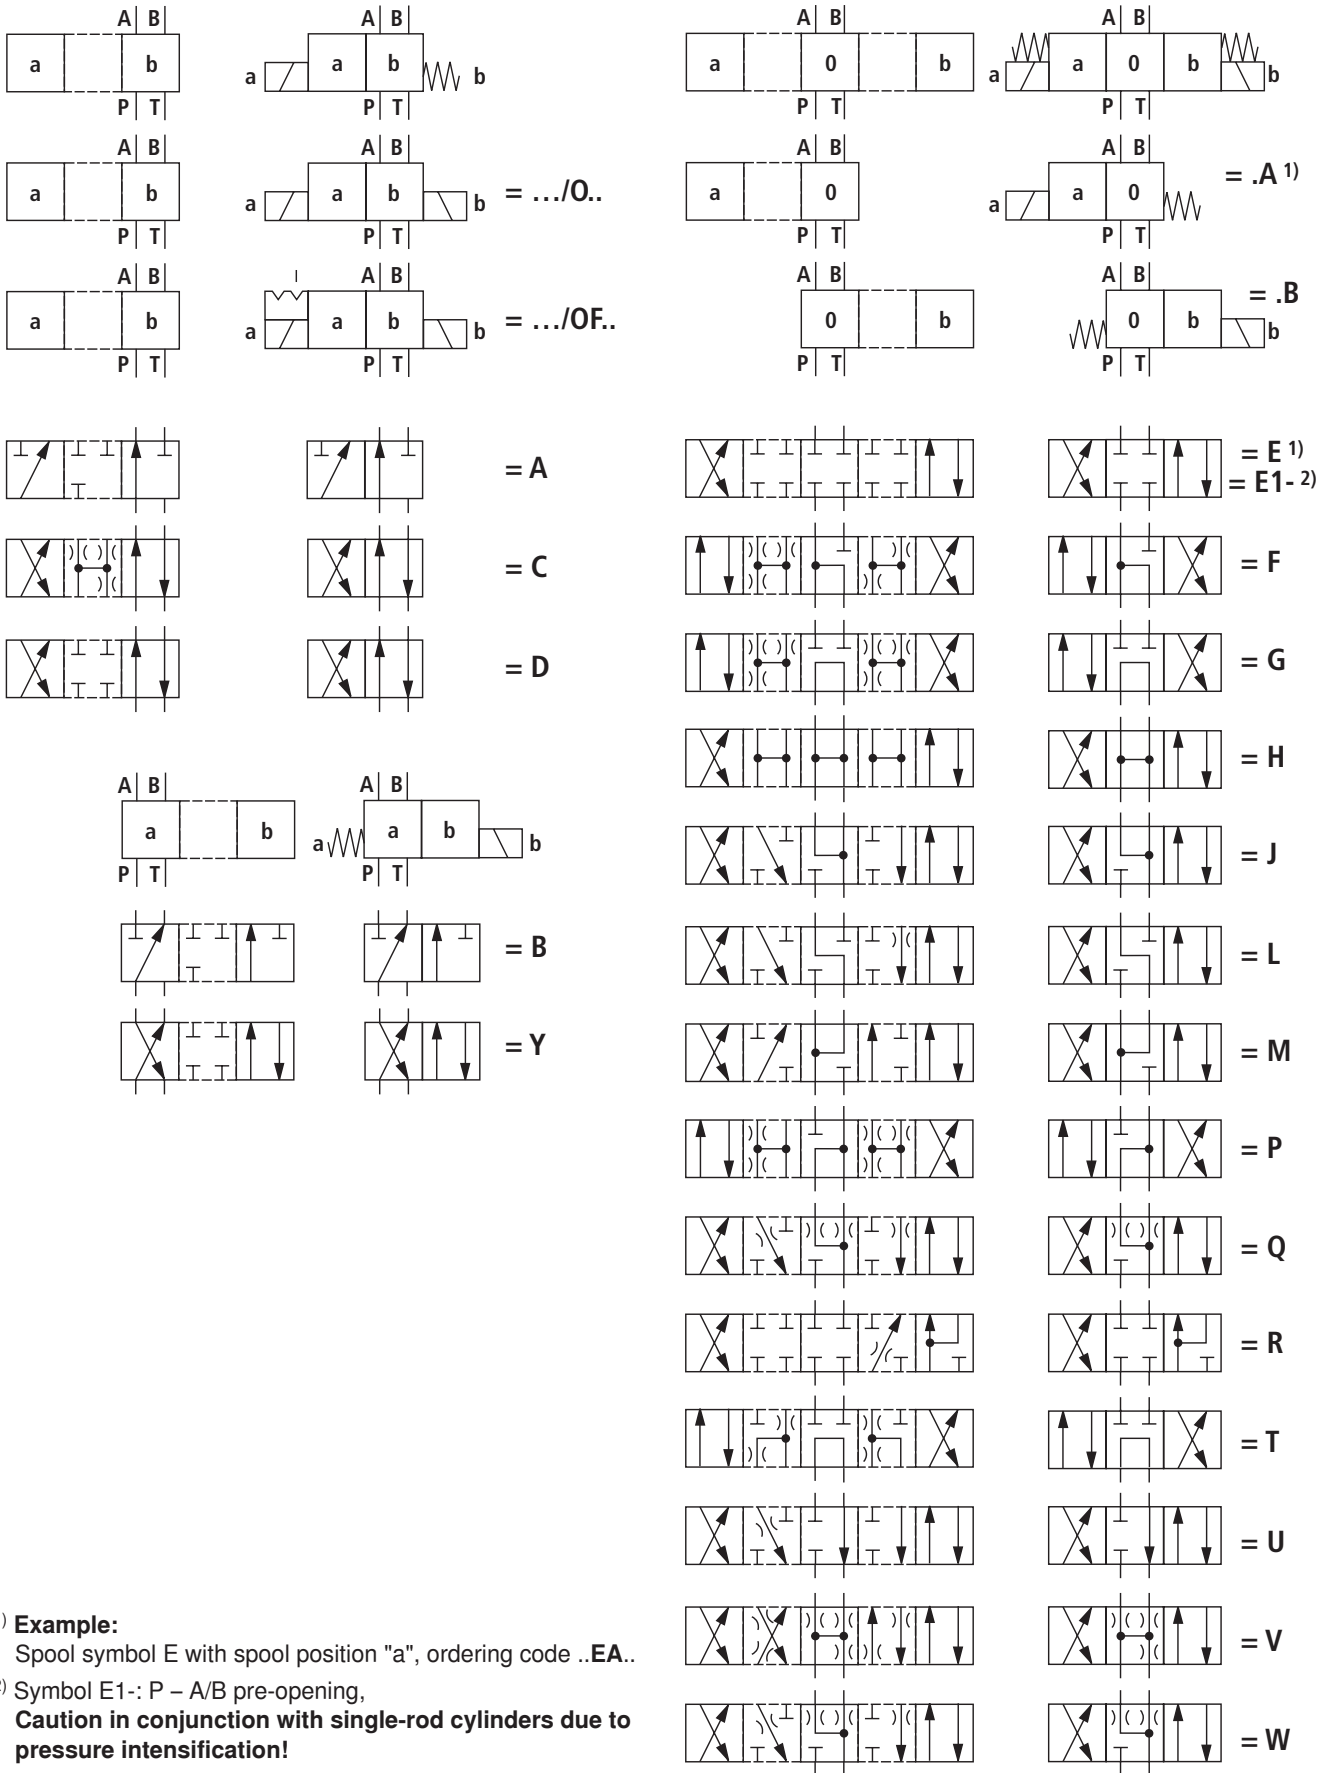 A B
a b
P T
A B
a a b b
P T
A B
a b
P T
A B
a a b b = .../O..
P T
A B
a b
P T
A B
a a b b = .../OF..
P T
= A
= C
= D
A B
a b
P T
A B
a a b b
P T
= B
= Y
A B
a 0 b
P T
A B
a a 0 b b
P T
A B
a 0
P T
A B
a a 0 = .A 1)
P T
A B
0 b
P T
A B
0 b b = .B
P T
= E 1)
= E1- 2)
= F
= G
= H
= J
= L
= M
= P
= Q
= R
= T
= U
= V
= W
) Example:
Spool symbol E with spool position "a", ordering code ..EA..
2) Symbol E1-: P – A/B pre-opening,
Caution in conjunction with single-rod cylinders due to
pressure intensification!